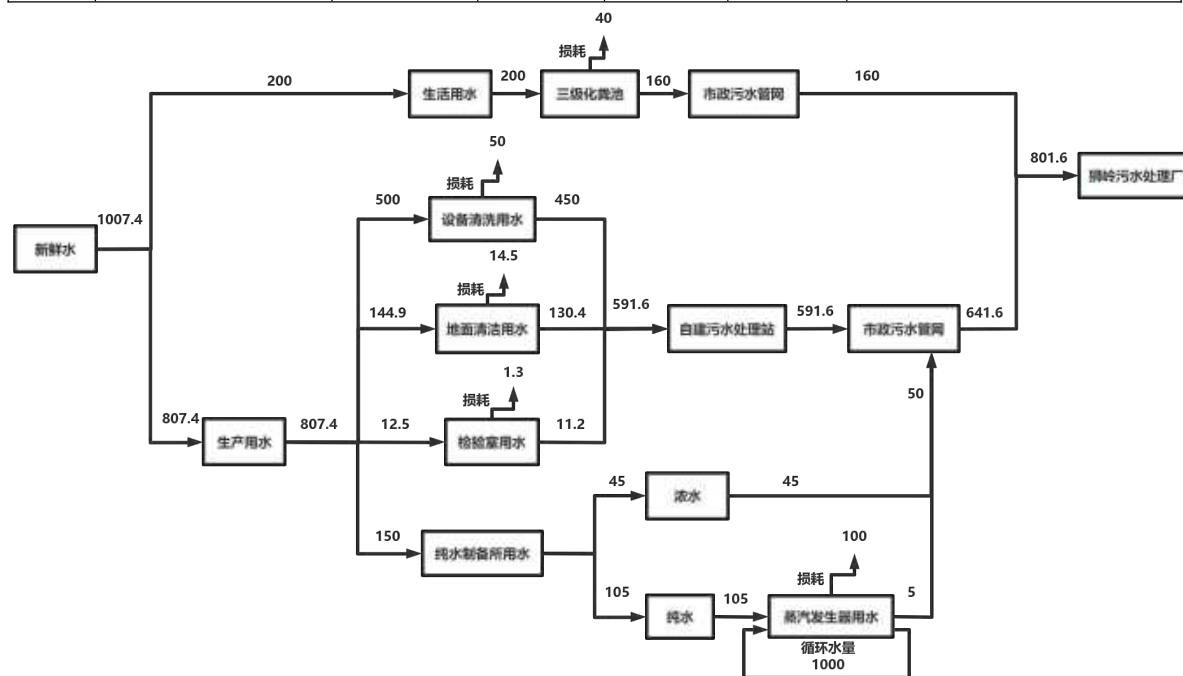 40
损耗
200
生活用水
200
三级化粪池
160
市政污水管网
160
50
损耗
801.6
狮岭污水处理厂
1007.4
新鲜水
500
设备清洗用水
450
14.5
损耗
144.9
地面清洁用水
130.4
591.6
自建污水处理站
591.6
市政污水管网
641.6
1.3
损耗
50
807.4
生产用水
807.4
12.5
检验室用水
11.2
45
浓水
45
150
纯水制备所用水
100
损耗
105
纯水
105
蒸汽发生器用水
5
循环水量
1000